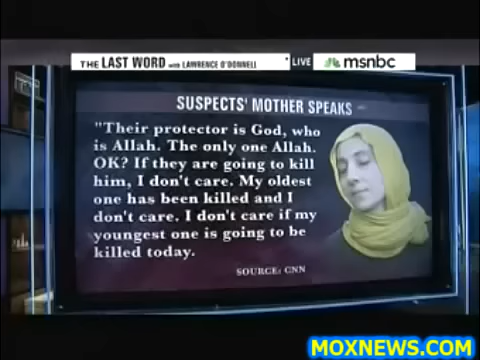 THE LAST WORD WITH LAWRENCE O'DONNELL
LIVE
msnbc
SUSPECTS' MOTHER SPEAKS
"Their protector is God, who
is Allah. The only one Allah.
OK? If they are going to kill
him, I don't care. My oldest
one has been killed and I
don't care. I don't care if my
youngest one is going to be
killed today.
SOURCE: CNN
MOXNEWS.COM